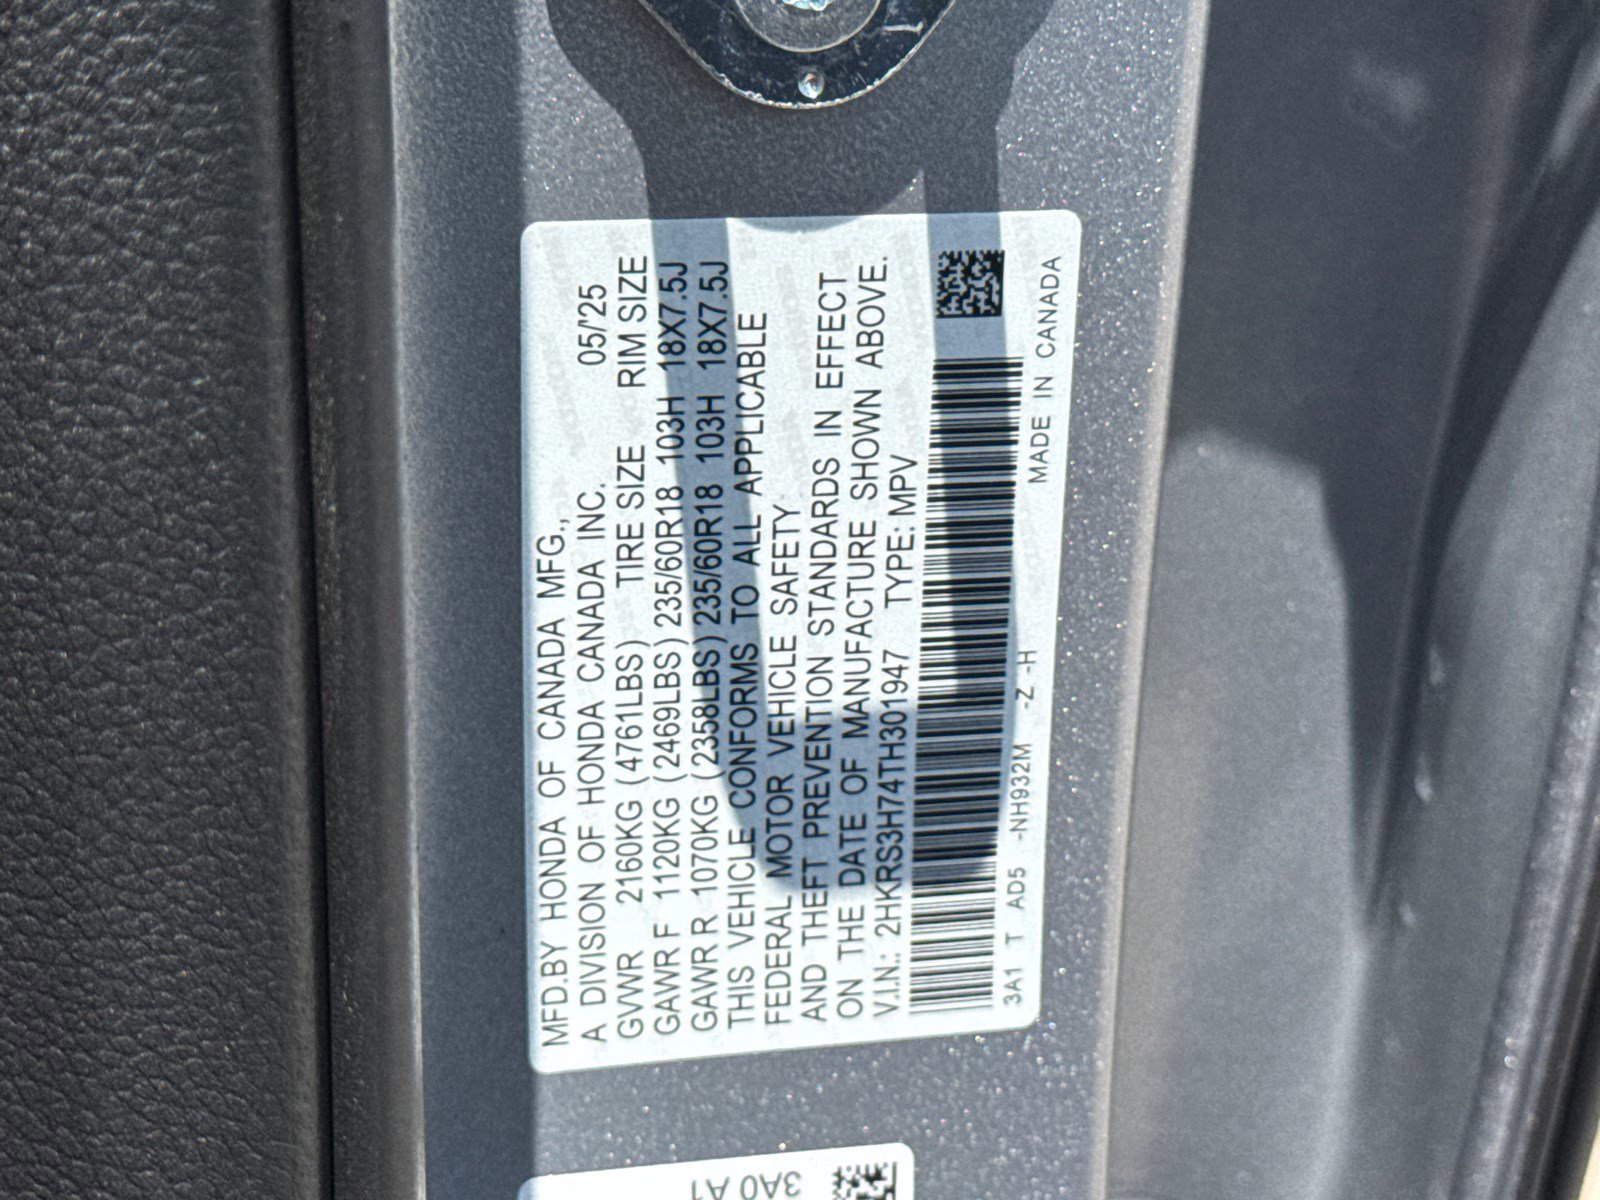 MFD.BY HONDA OF CANADA MFG.,
A DIVISION OF HONDA CANADA INC. 05/'25
GVWR 2160KG (4761LBS) TIRE SIZE RIM SIZE
GAWR F 1120KG (2469LBS) 235/60R18 103H 18X7.5J
GAWR R 1070KG (2358LBS) 235/60R18 103H 18X7.5J
THIS VEHICLE CONFORMS TO ALL APPLICABLE
FEDERAL MOTOR VEHICLE SAFETY
AND THEFT PREVENTION STANDARDS IN EFFECT
ON THE DATE OF MANUFACTURE SHOWN ABOVE.
V.I.N.: 2HKRS3H74TH301947 TYPE: MPV
3A1 T AD5 -NH932M -Z -H MADE IN CANADA
3A0 A1